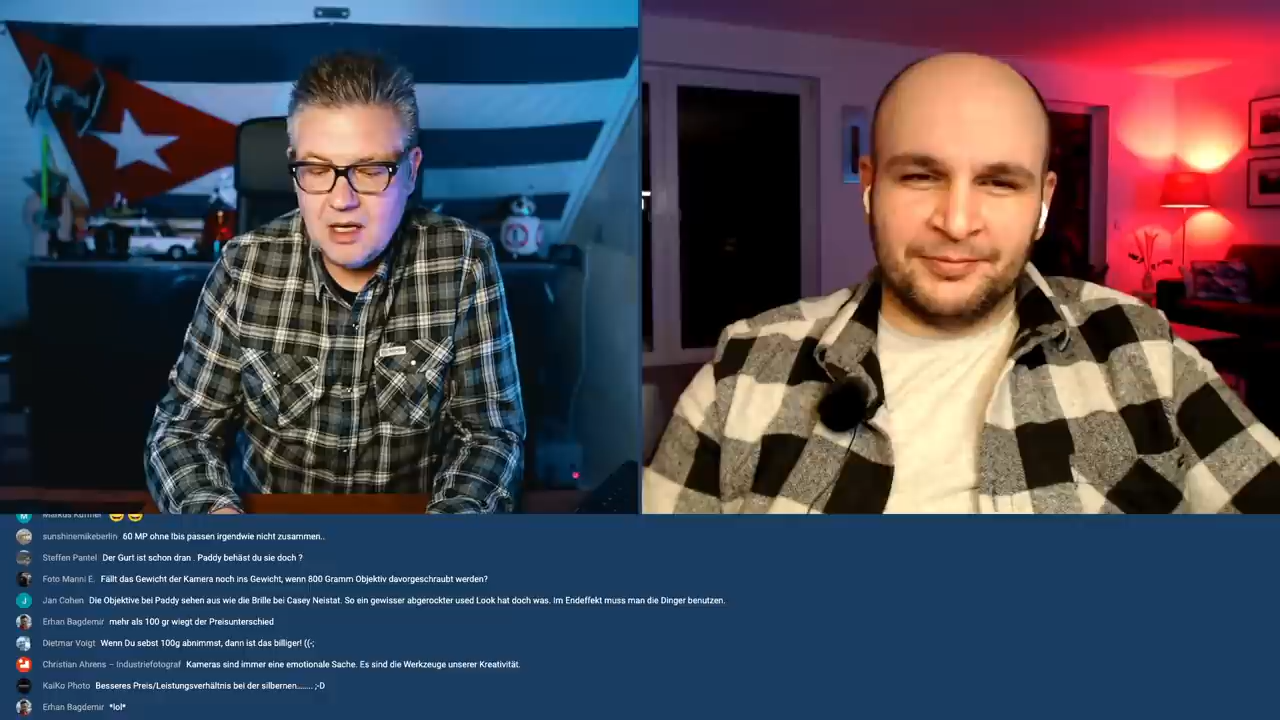 sunshinemikeberlin 60 MP ohne Ibis passen irgendwie nicht zusammen..
Steffen Pantel Der Gurt ist schon dran . Paddy behäst du sie doch ?
Foto Manni E. Fällt das Gewicht der Kamera noch ins Gewicht, wenn 800 Gramm Objektiv davorgeschraubt werden?
J Jan Cohen Die Objektive bei Paddy sehen aus wie die Brille bei Casey Neistat. So ein gewisser abgerockter used Look hat doch was. Im Endeffekt muss man die Dinger benutzen.
Erhan Bagdemir mehr als 100 gr wiegt der Preisunterschied
Dietmar Voigt Wenn Du sebst 100g abnimmst, dann ist das billiger! ((-;
Christian Ahrens – Industriefotograf Kameras sind immer eine emotionale Sache. Es sind die Werkzeuge unserer Kreativität.
KaiKo Photo Besseres Preis/Leistungsverhältnis bei der silbernen....... ;-D
Erhan Bagdemir *lol*